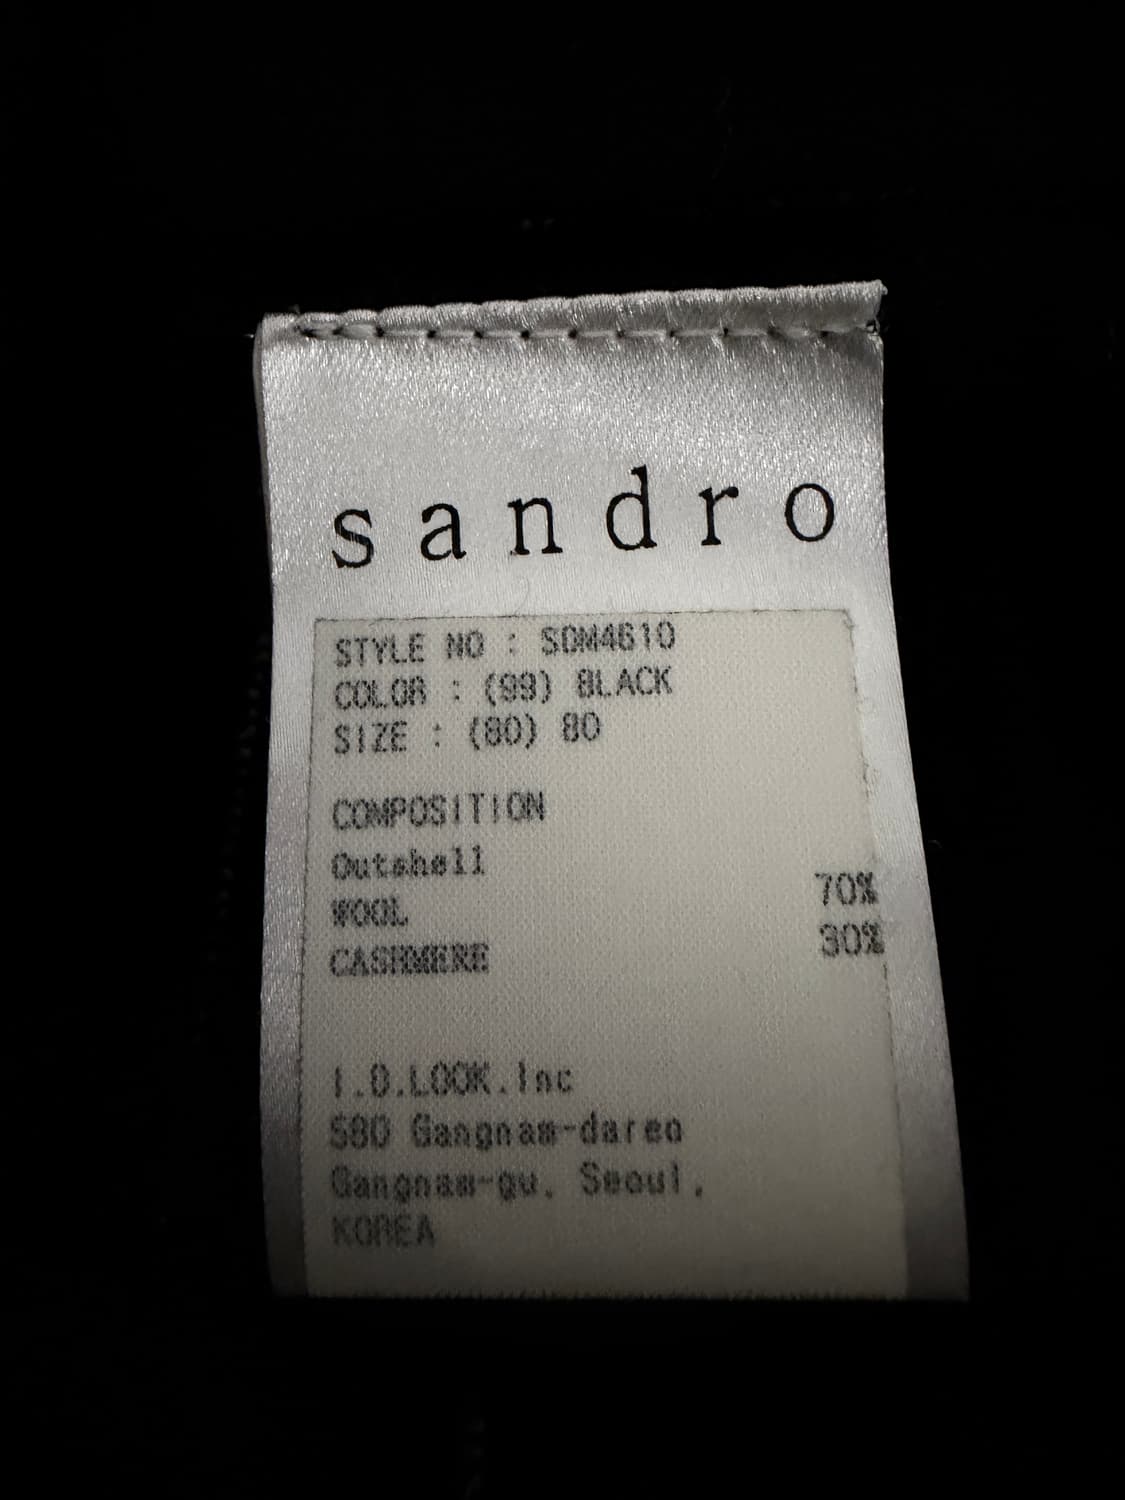 sandro
STYLE NO : SDM4610
COLOR : (99) BLACK
SIZE : (80) 80
COMPOSITION
Outshell
WOOL 70%
CASHMERE 30%
I.D.LOOK.Inc
580 Gangnam-dareo
Gangnam-gu, Seoul,
KOREA